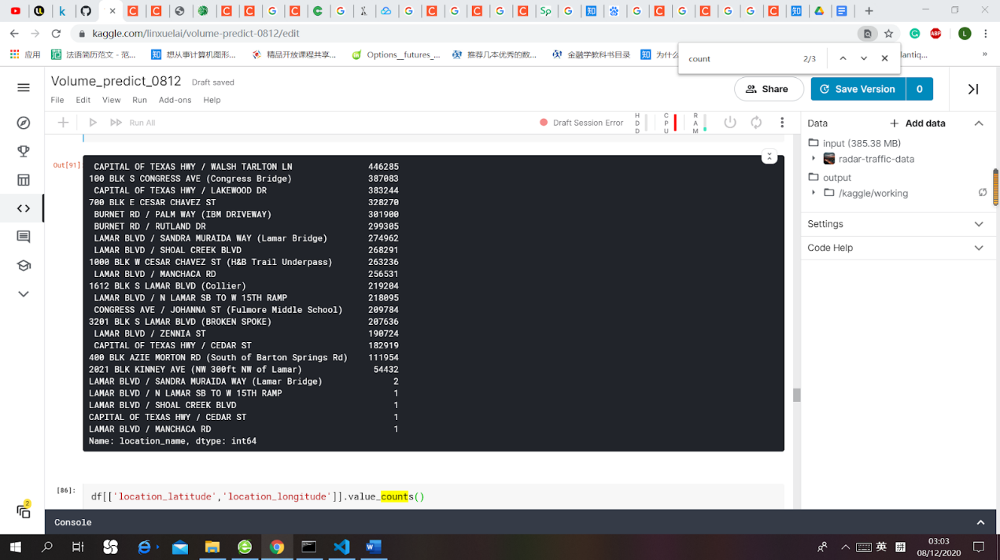 kaggle.com/linxuelai/volume-predict-0812/edit
应用
法语简历范文 - 范...
想从事计算机图形...
精品开放课程共享...
Options__futures_...
推荐几本优秀的数...
金融学教科书目录
为什么
lantiq...
»
count
2/3
Volume_predict_0812
Draft saved
File Edit View Run Add-ons Help
Share
Save Version 0
Run All
Draft Session Error
HDD
CPU
RAM
Data
Add data
input (385.38 MB)
radar-traffic-data
output
/kaggle/working
Settings
Code Help
Out[91]:
CAPITAL OF TEXAS HWY / WALSH TARLTON LN 446285
100 BLK S CONGRESS AVE (Congress Bridge) 387083
CAPITAL OF TEXAS HWY / LAKEWOOD DR 383244
700 BLK E CESAR CHAVEZ ST 328270
BURNET RD / PALM WAY (IBM DRIVEWAY) 301900
BURNET RD / RUTLAND DR 299305
LAMAR BLVD / SANDRA MURAIDA WAY (Lamar Bridge) 274962
LAMAR BLVD / SHOAL CREEK BLVD 268291
1000 BLK W CESAR CHAVEZ ST (H&B Trail Underpass) 263236
LAMAR BLVD / MANCHACA RD 256531
1612 BLK S LAMAR BLVD (Collier) 219204
LAMAR BLVD / N LAMAR SB TO W 15TH RAMP 218095
CONGRESS AVE / JOHANNA ST (Fulmore Middle School) 209784
3201 BLK S LAMAR BLVD (BROKEN SPOKE) 207636
LAMAR BLVD / ZENNIA ST 190724
CAPITAL OF TEXAS HWY / CEDAR ST 182919
400 BLK AZIE MORTON RD (South of Barton Springs Rd) 111954
2021 BLK KINNEY AVE (NW 300ft NW of Lamar) 54432
LAMAR BLVD / SANDRA MURAIDA WAY (Lamar Bridge) 2
LAMAR BLVD / N LAMAR SB TO W 15TH RAMP 1
LAMAR BLVD / SHOAL CREEK BLVD 1
CAPITAL OF TEXAS HWY / CEDAR ST 1
LAMAR BLVD / MANCHACA RD 1
Name: location_name, dtype: int64
[86]:
df[['location_latitude','location_longitude']].value_counts()
2
Console
英
03:03
08/12/2020